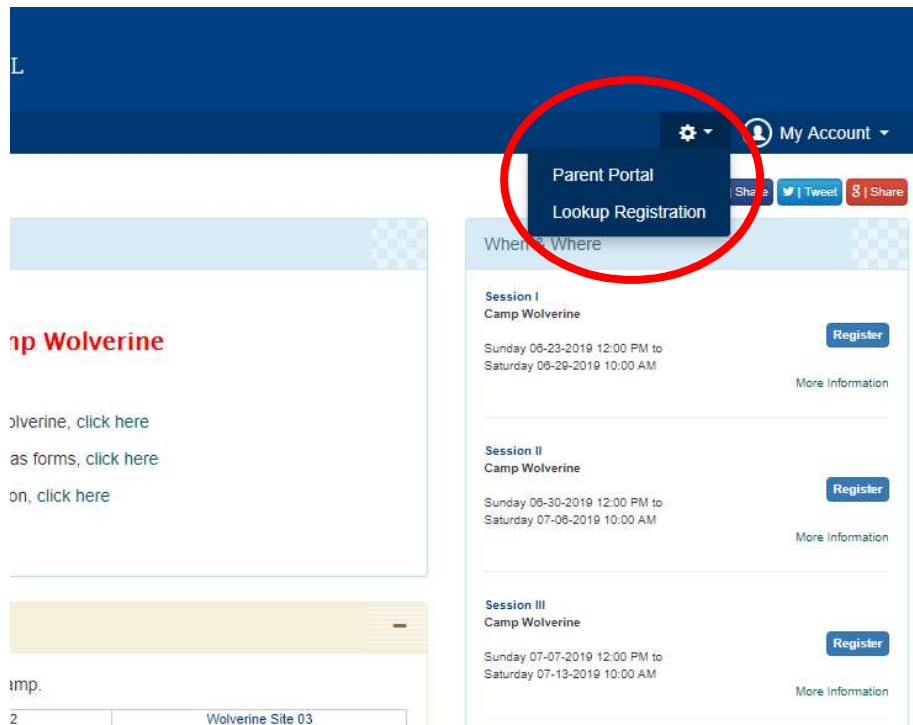 L
My Account
Parent Portal
Lookup Registration
| Share
| Tweet
| Share
When & Where
Session I
Camp Wolverine
Sunday 06-23-2019 12:00 PM to
Saturday 06-29-2019 10:00 AM
Register
More Information
mp Wolverine
olverine, click here
as forms, click here
on, click here
Session II
Camp Wolverine
Sunday 06-30-2019 12:00 PM to
Saturday 07-06-2019 10:00 AM
Register
More Information
Session III
Camp Wolverine
Sunday 07-07-2019 12:00 PM to
Saturday 07-13-2019 10:00 AM
Register
More Information
amp.
2
Wolverine Site 03